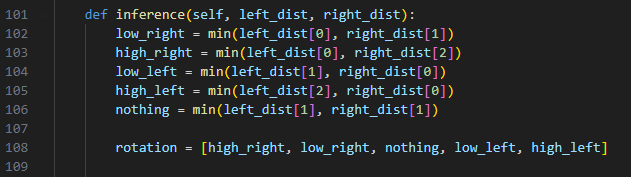 101 def inference(self, left_dist, right_dist):
102 low_right = min(left_dist[0], right_dist[1])
103 high_right = min(left_dist[0], right_dist[2])
104 low_left = min(left_dist[1], right_dist[0])
105 high_left = min(left_dist[2], right_dist[0])
106 nothing = min(left_dist[1], right_dist[1])
107
108 rotation = [high_right, low_right, nothing, low_left, high_left]
109